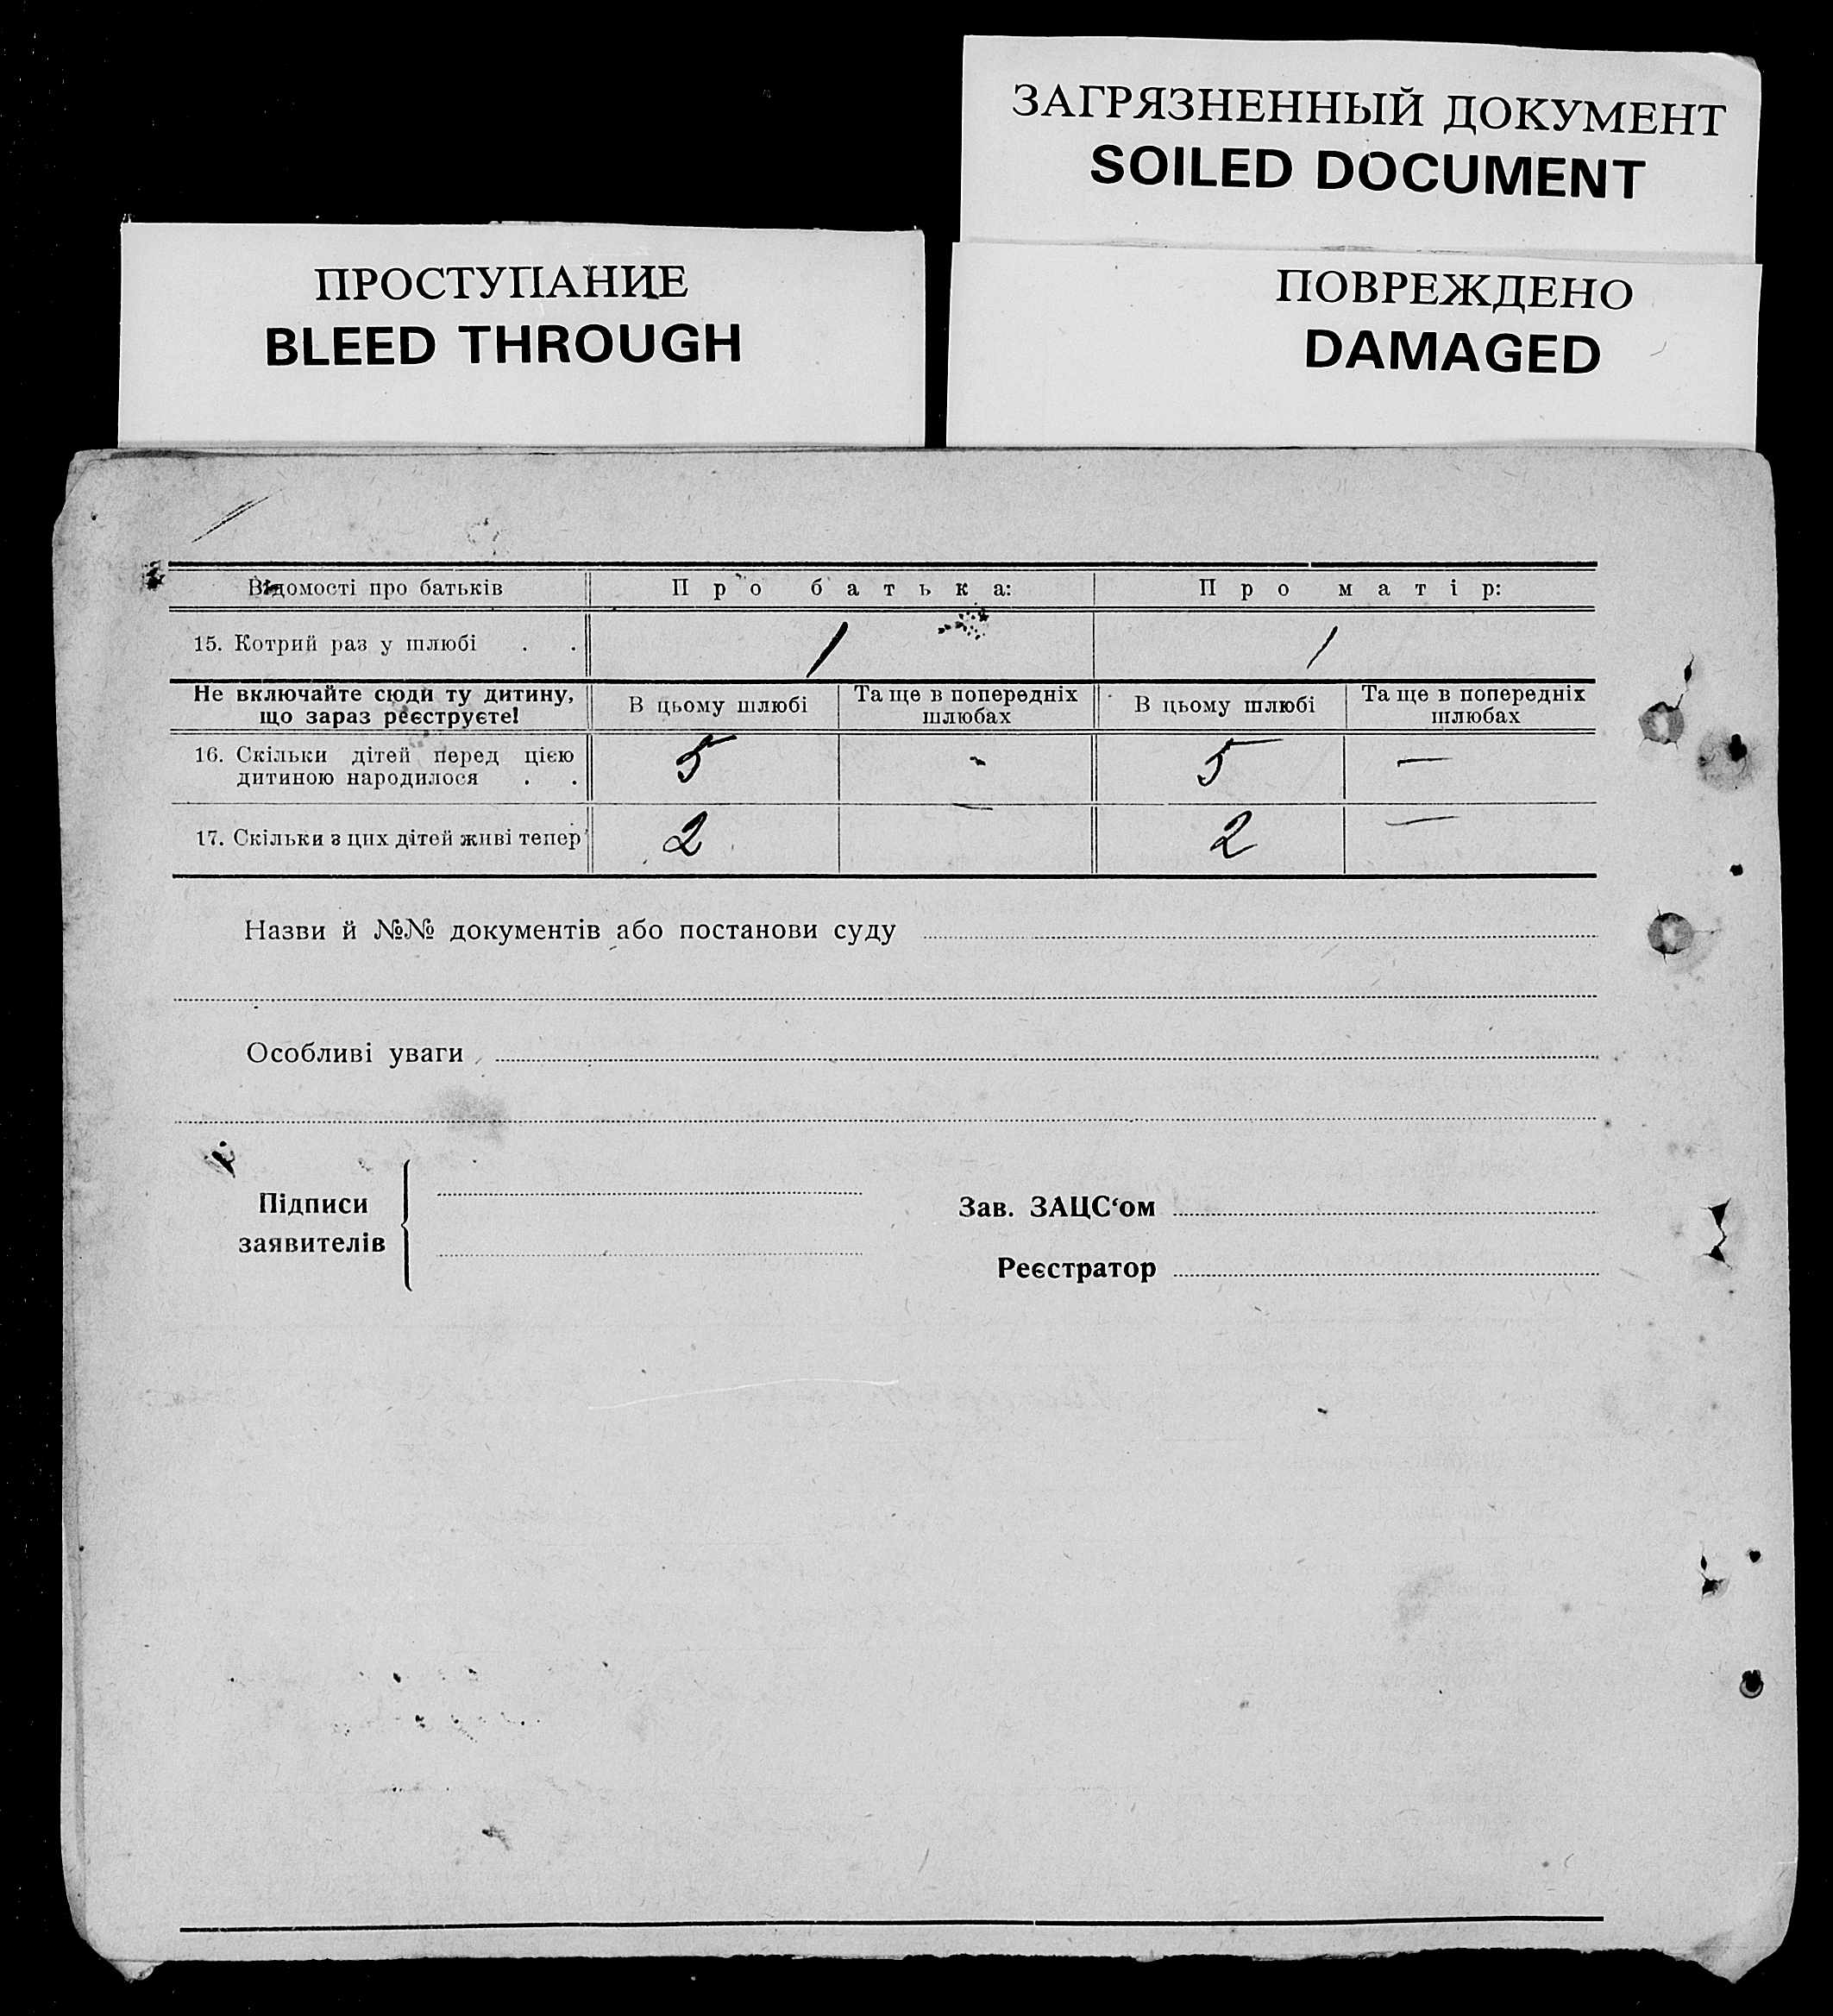 ЗАГРЯЗНЕННЫЙ ДОКУМЕНТ
SOILED DOCUMENT
ПРОСТУПАНИЕ
BLEED THROUGH
ПОВРЕЖДЕНО
DAMAGED
Відомості про батьків Про батька: Про матір:
15. Котрий раз у шлюбі . . 1 1
Не включайте сюди ту дитину, що зараз реєструєте! В цьому шлюбі Та ще в попередніх шлюбах В цьому шлюбі Та ще в попередніх шлюбах
16. Скільки дітей перед цією дитиною народилося . . 5 - 5 —
17. Скільки з цих дітей живі тепер 2 — 2 —
Назви й №№ документів або постанови суду
Особливі уваги
Підписи заявителів
Зав. ЗАЦС‘ом
Реєстратор